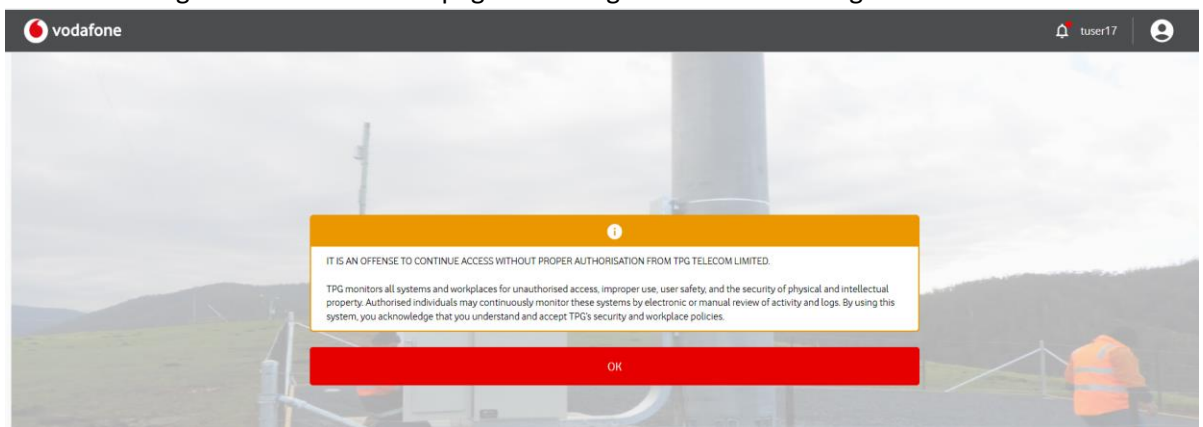 vodafone
tuser17
IT IS AN OFFENSE TO CONTINUE ACCESS WITHOUT PROPER AUTHORISATION FROM TPG TELECOM LIMITED.
TPG monitors all systems and workplaces for unauthorised access, improper use, user safety, and the security of physical and intellectual
property. Authorised individuals may continuously monitor these systems by electronic or manual review of activity and logs. By using this
system, you acknowledge that you understand and accept TPG's security and workplace policies.
OK